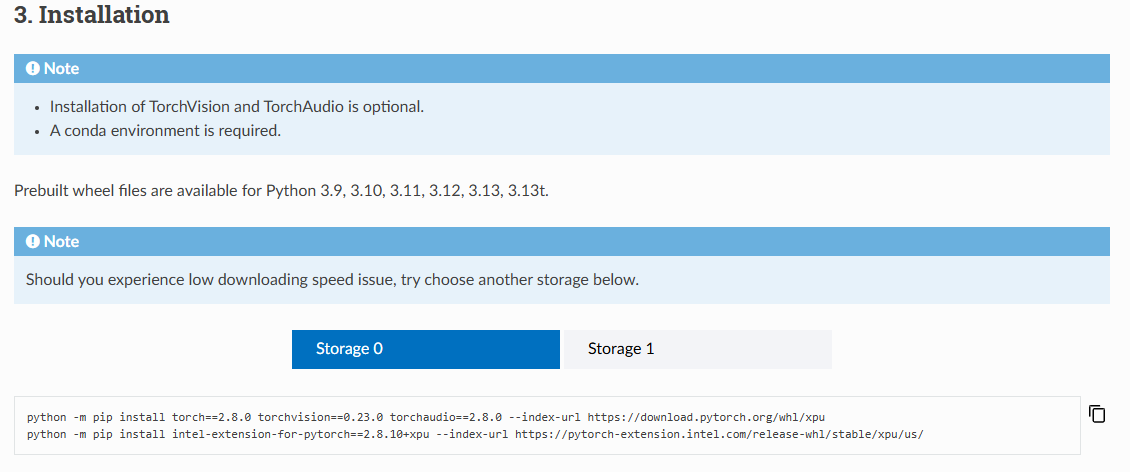 3. Installation
Note
Installation of TorchVision and TorchAudio is optional.
A conda environment is required.
Prebuilt wheel files are available for Python 3.9, 3.10, 3.11, 3.12, 3.13, 3.13t.
Note
Should you experience low downloading speed issue, try choose another storage below.
Storage 0
Storage 1
python -m pip install torch==2.8.0 torchvision==0.23.0 torchaudio==2.8.0 --index-url https://download.pytorch.org/whl/xpu
python -m pip install intel-extension-for-pytorch==2.8.10+xpu --index-url https://pytorch-extension.intel.com/release-whl/stable/xpu/us/